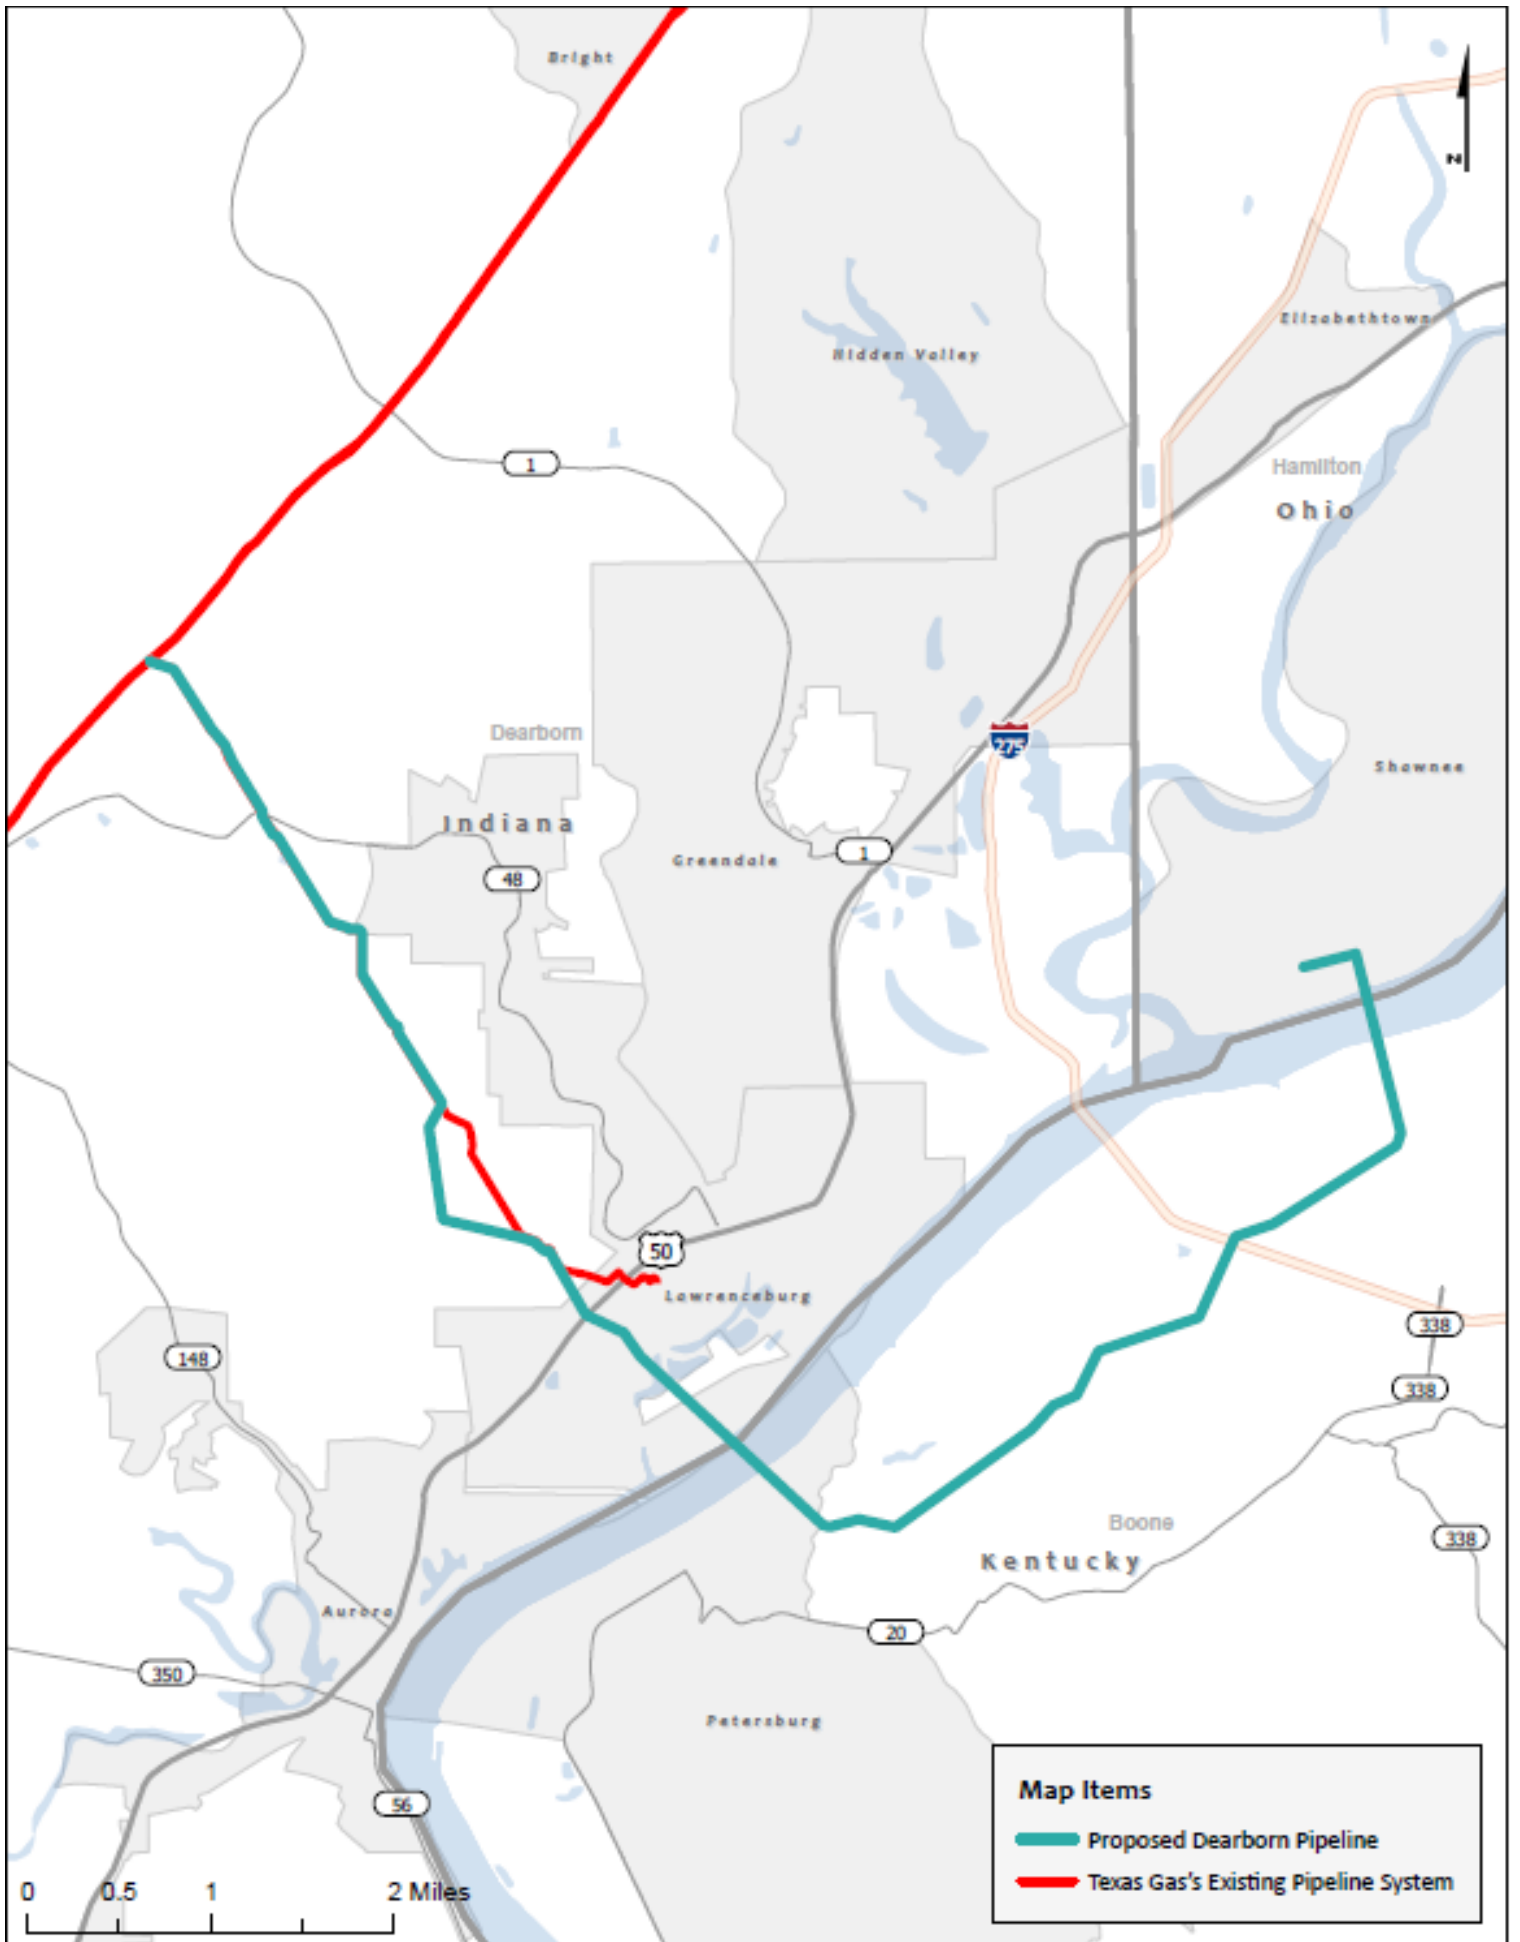 Bright
N
Elizabethtown
Hidden Valley
1
Hamilton
Ohio
Dearborn
275
Shawnee
Indiana
1
Greendale
48
50
Lawrenceburg
338
148
338
Boone
338
Kentucky
Aurora
20
350
Petersburg
Map Items
56
Proposed Dearborn Pipeline
Texas Gas's Existing Pipeline System
0 0.5 1 2 Miles